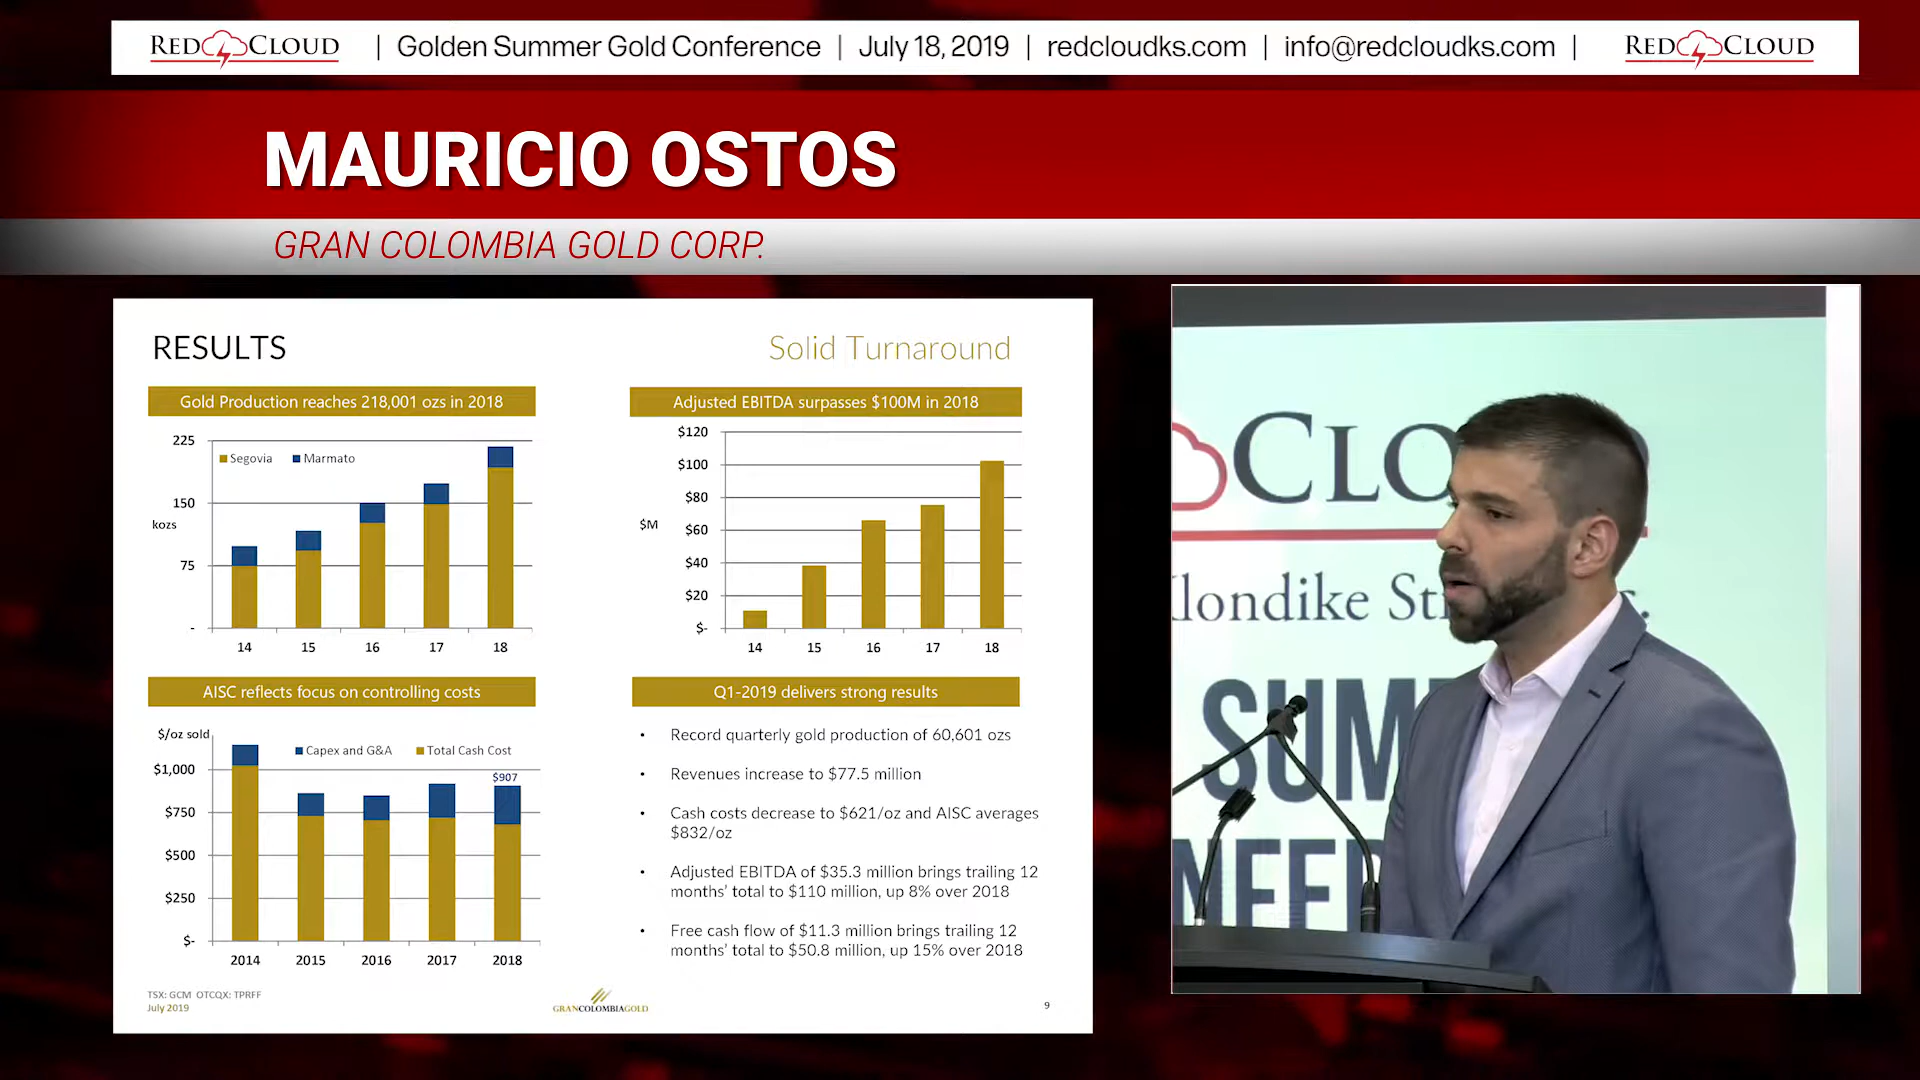 RED CLOUD | Golden Summer Gold Conference | July 18, 2019 | redcloudks.com | info@redcloudks.com | RED CLOUD
MAURICIO OSTOS
GRAN COLOMBIA GOLD CORP.
RESULTS
Solid Turnaround
Gold Production reaches 218,001 ozs in 2018
225
Segovia Marmato
150
kozs
75
-
14 15 16 17 18
Adjusted EBITDA surpasses $100M in 2018
$120
$100
$80
$M
$60
$40
$20
$-
14 15 16 17 18
AISC reflects focus on controlling costs
$/oz sold
Capex and G&A Total Cash Cost
$1,000
$907
$750
$500
$250
$-
2014 2015 2016 2017 2018
Q1-2019 delivers strong results
• Record quarterly gold production of 60,601 ozs
• Revenues increase to $77.5 million
• Cash costs decrease to $621/oz and AISC averages
$832/oz
• Adjusted EBITDA of $35.3 million brings trailing 12
months' total to $110 million, up 8% over 2018
• Free cash flow of $11.3 million brings trailing 12
months' total to $50.8 million, up 15% over 2018
TSX: GCM OTCQX: TPRFF
July 2019
GRANCOLOMBIAGOLD
9
CLO D
londike St
SUM